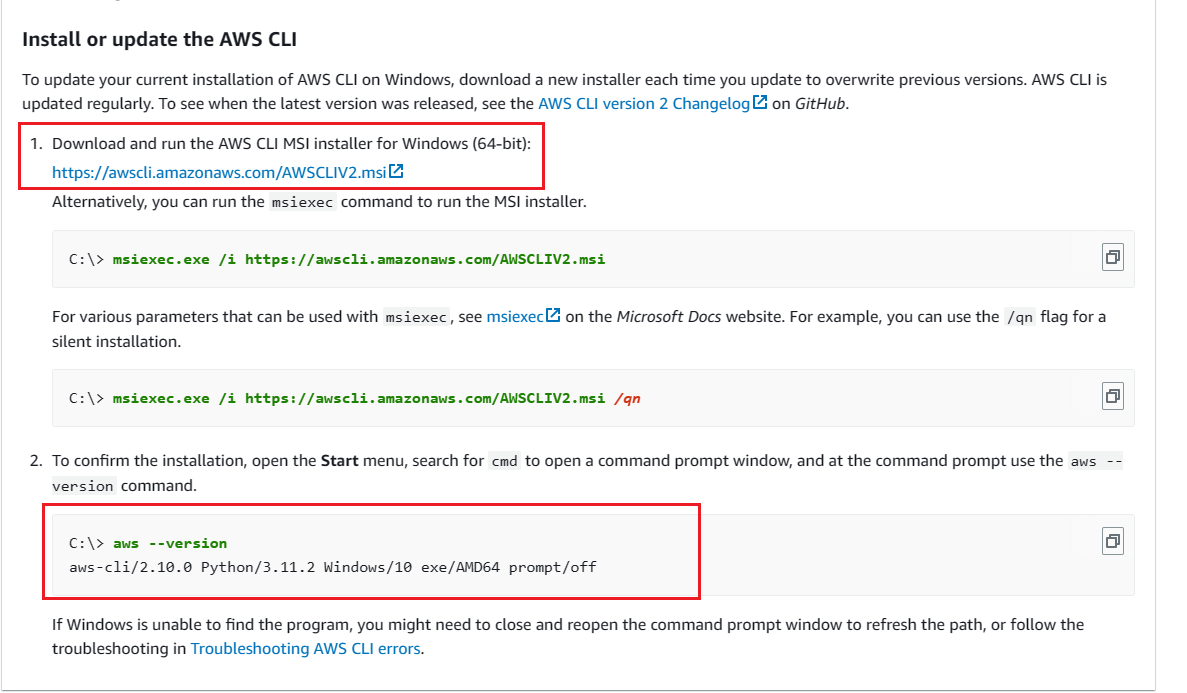 Install or update the AWS CLI
To update your current installation of AWS CLI on Windows, download a new installer each time you update to overwrite previous versions. AWS CLI is
updated regularly. To see when the latest version was released, see the AWS CLI version 2 Changelog on GitHub.
1. Download and run the AWS CLI MSI installer for Windows (64-bit):
https://awscli.amazonaws.com/AWSCLIV2.msi
Alternatively, you can run the msiexec command to run the MSI installer.
C:\> msiexec.exe /i https://awscli.amazonaws.com/AWSCLIV2.msi
For various parameters that can be used with msiexec, see msiexec on the Microsoft Docs website. For example, you can use the /qn flag for a
silent installation.
C:\> msiexec.exe /i https://awscli.amazonaws.com/AWSCLIV2.msi /qn
2. To confirm the installation, open the Start menu, search for cmd to open a command prompt window, and at the command prompt use the aws --
version command.
C:\> aws --version
aws-cli/2.10.0 Python/3.11.2 Windows/10 exe/AMD64 prompt/off
If Windows is unable to find the program, you might need to close and reopen the command prompt window to refresh the path, or follow the
troubleshooting in Troubleshooting AWS CLI errors.